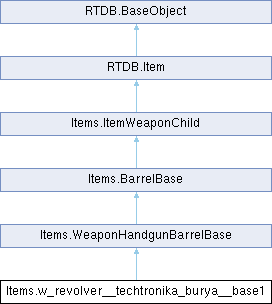 RTDB.BaseObject
RTDB.Item
Items.ItemWeaponChild
Items.BarrelBase
Items.WeaponHandgunBarrelBase
Items.w_revolver__techtronika_burya__base1